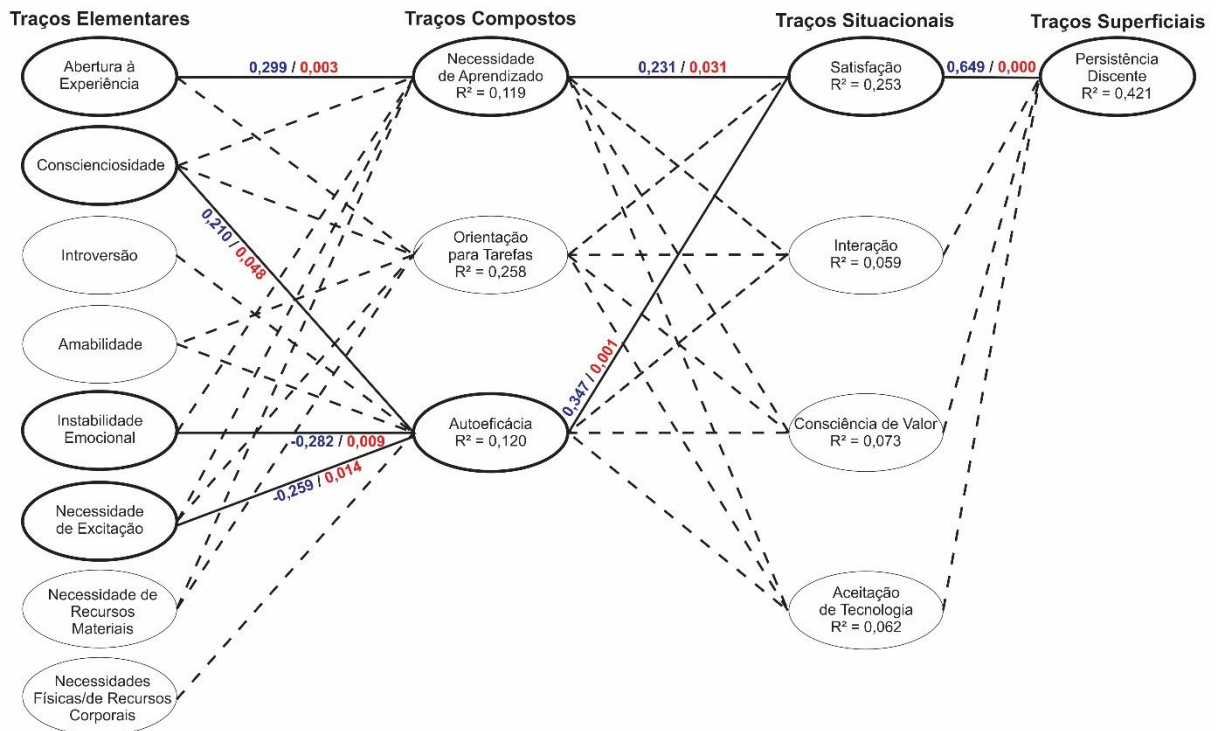 Traços Elementares
Traços Compostos
Traços Situacionais
Traços Superficiais
Abertura à
Experiência
0,299 / 0,003
Necessidade
de Aprendizado
R² = 0,119
0,231 / 0,031
Satisfação
R² = 0,253
0,649 / 0,000
Persistência
Discente
R² = 0,421
Conscienciosidade
0,210 / 0,048
Introversão
Orientação
para Tarefas
R² = 0,258
Interação
R² = 0,059
Amabilidade
0,347 / 0,001
Instabilidade
Emocional
-0,282 / 0,009
Autoeficácia
R² = 0,120
Consciência de Valor
R² = 0,073
-0,259 / 0,014
Necessidade
de Excitação
Necessidade de
Recursos
Materiais
Aceitação
de Tecnologia
R² = 0,062
Necessidades
Físicas/de Recursos
Corporais